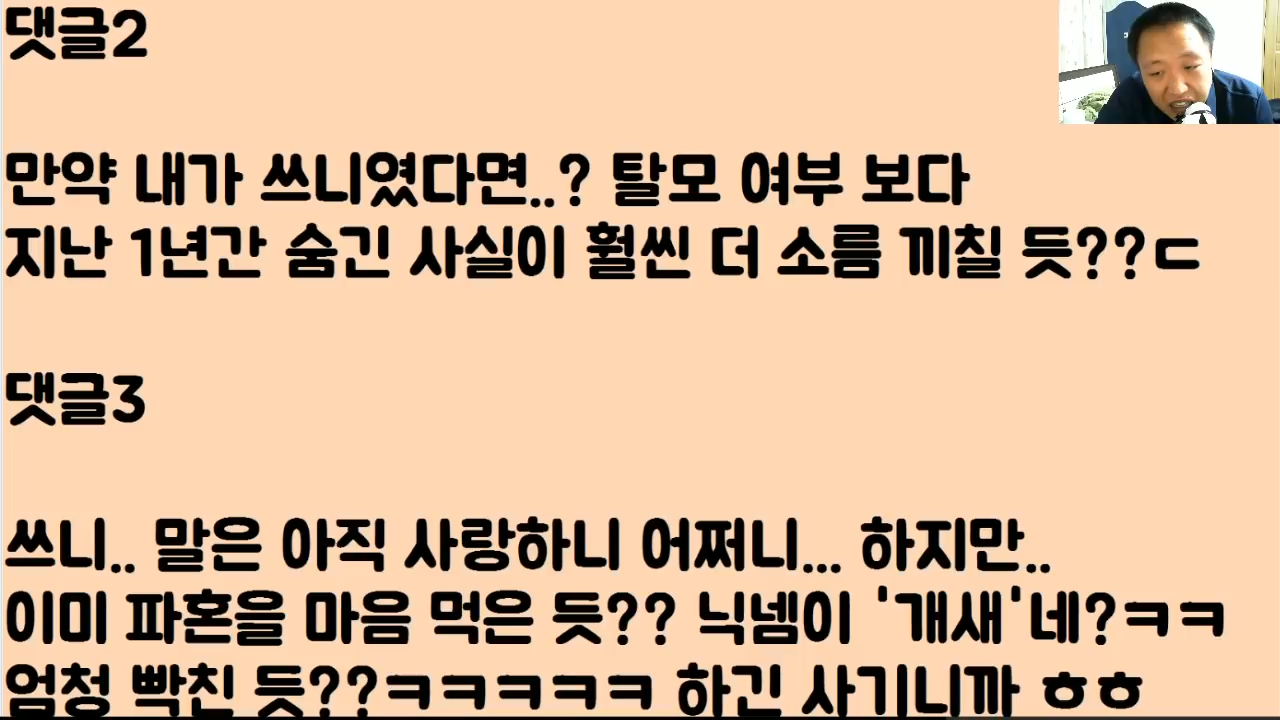 댓글2
만약 내가 쓰니였다면..? 탈모 여부 보다
지난 1년간 숨긴 사실이 훨씬 더 소름 끼칠 듯??ㄷ
댓글3
쓰니.. 말은 아직 사랑하니 어쩌니... 하지만..
이미 파혼을 마음 먹은 듯?? 닉넴이 '개새'네?ㅋㅋ
엄청 빡친 듯??ㅋㅋㅋㅋㅋ 하긴 사기니까 ㅎㅎ